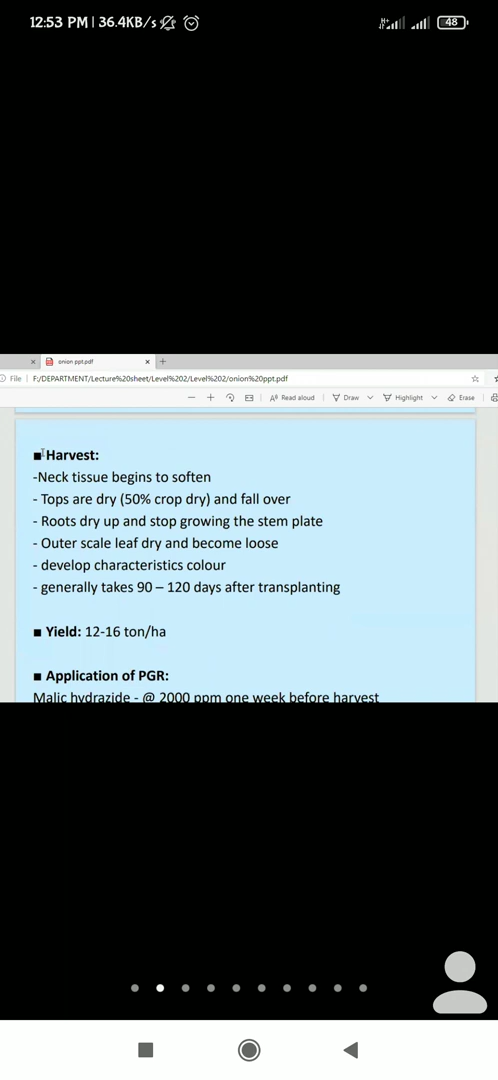 12:53 PM | 36.4KB/s
48
onion ppt.pdf
File | F:/DEPARTMENT/Lecture%20sheet/Level%202/Level%202/onion%20ppt.pdf
Read aloud | Draw Highlight Erase
■ Harvest:
-Neck tissue begins to soften
- Tops are dry (50% crop dry) and fall over
- Roots dry up and stop growing the stem plate
- Outer scale leaf dry and become loose
- develop characteristics colour
- generally takes 90 – 120 days after transplanting
■ Yield: 12-16 ton/ha
■ Application of PGR:
Malic hydrazide - @ 2000 ppm one week before harvest